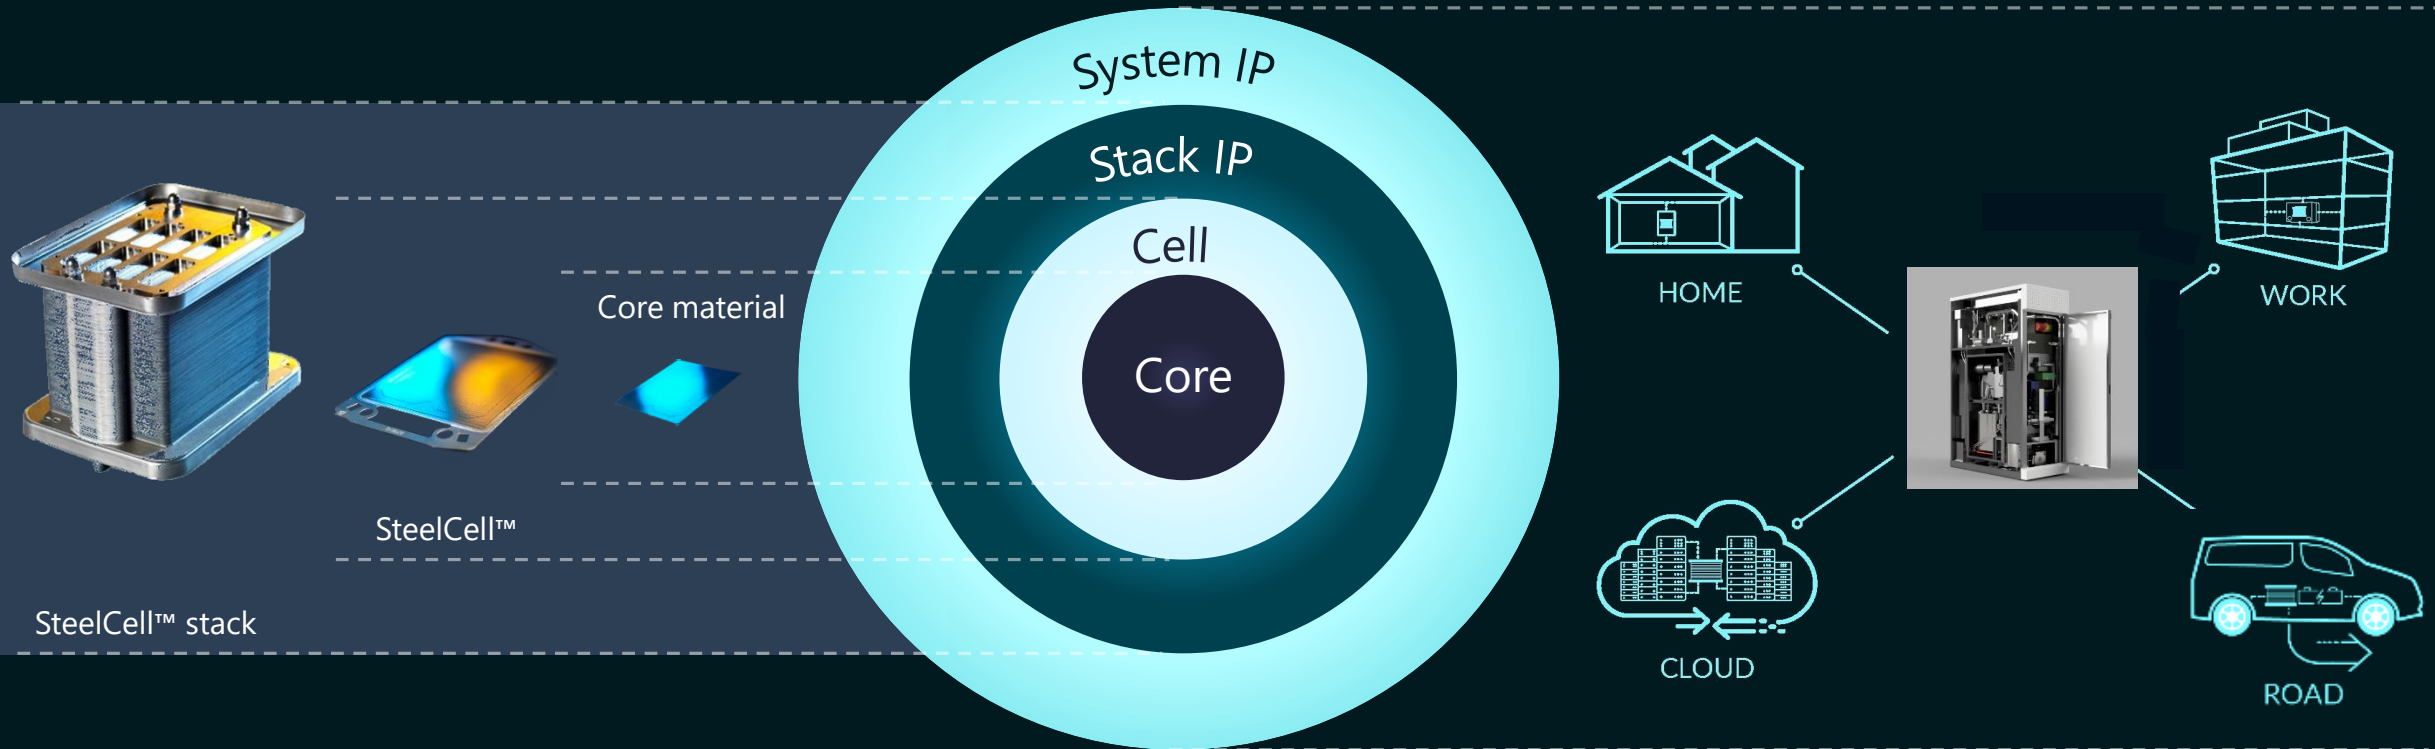 System IP
Stack IP
Cell
Core
Core material
SteelCell™
SteelCell™ stack
HOME
WORK
CLOUD
ROAD